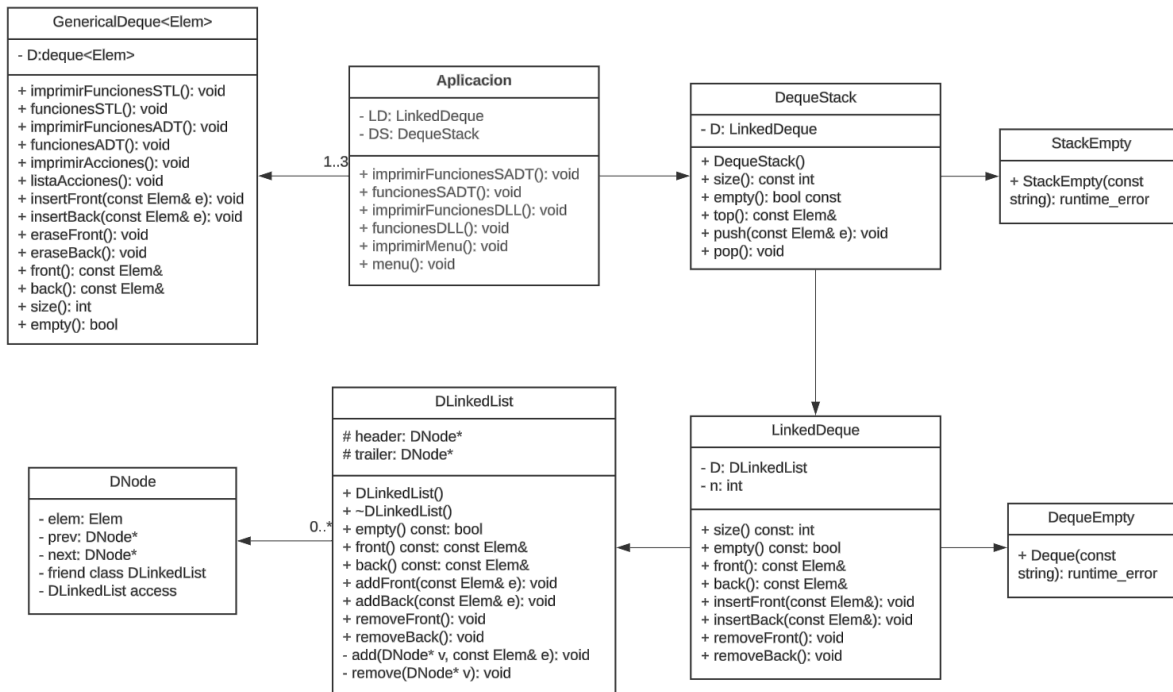 GenericalDeque<Elem>
- D:deque<Elem>
+ imprimirFuncionesSTL(): void
+ funcionesSTL(): void
+ imprimirFuncionesADT(): void
+ funcionesADT(): void
+ imprimirAcciones(): void
+ listaAcciones(): void
+ insertFront(const Elem& e): void
+ insertBack(const Elem& e): void
+ eraseFront(): void
+ eraseBack(): void
+ front(): const Elem&
+ back(): const Elem&
+ size(): int
+ empty(): bool
1..3
Aplicacion
- LD: LinkedDeque
- DS: DequeStack
+ imprimirFuncionesSADT(): void
+ funcionesSADT(): void
+ imprimirFuncionesDLL(): void
+ funcionesDLL(): void
+ imprimirMenu(): void
+ menu(): void
DequeStack
- D: LinkedDeque
+ DequeStack()
+ size(): const int
+ empty(): bool const
+ top(): const Elem&
+ push(const Elem& e): void
+ pop(): void
StackEmpty
+ StackEmpty(const
string): runtime_error
DNode
- elem: Elem
- prev: DNode*
- next: DNode*
- friend class DLinkedList
- DLinkedList access
0..*
DLinkedList
# header: DNode*
# trailer: DNode*
+ DLinkedList()
+ ~DLinkedList()
+ empty() const: bool
+ front() const: const Elem&
+ back() const: const Elem&
+ addFront(const Elem& e): void
+ addBack(const Elem& e): void
+ removeFront(): void
+ removeBack(): void
- add(DNode* v, const Elem& e): void
- remove(DNode* v): void
LinkedDeque
- D: DLinkedList
- n: int
+ size() const: int
+ empty() const: bool
+ front(): const Elem&
+ back(): const Elem&
+ insertFront(const Elem&): void
+ insertBack(const Elem&): void
+ removeFront(): void
+ removeBack(): void
DequeEmpty
+ Deque(const
string): runtime_error